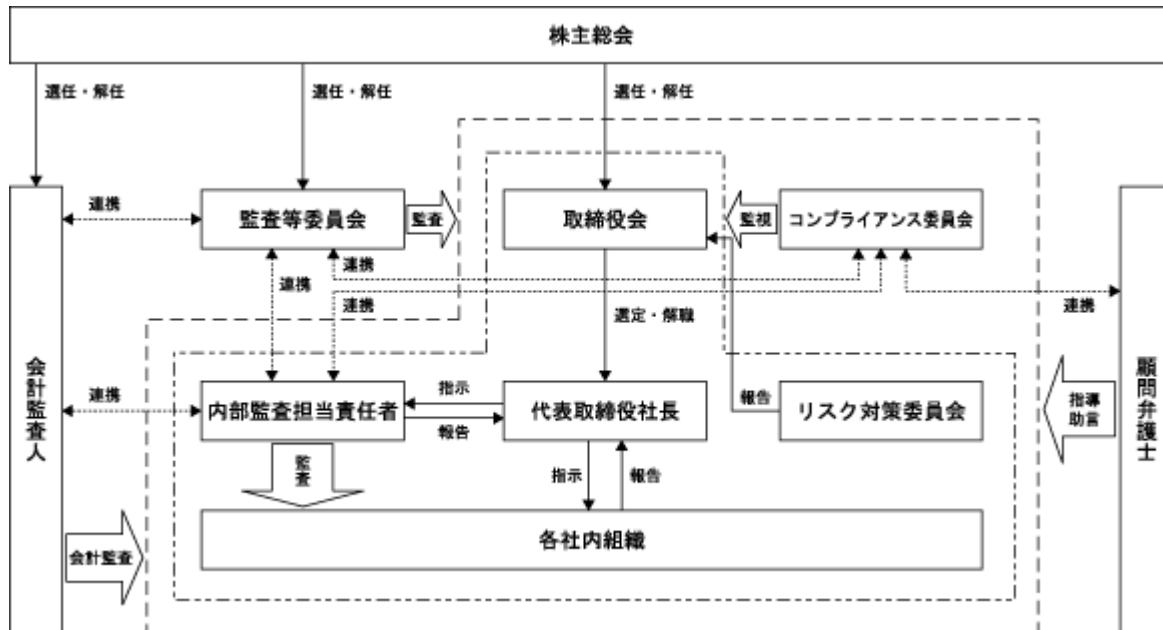 株主総会
選任・解任
選任・解任
選任・解任
連携
監査等委員会
監査
取締役会
監視
コンプライアンス委員会
連携
連携
連携
連携
選定・解職
会計監査人
顧問弁護士
連携
内部監査担当責任者
指示
報告
代表取締役社長
報告
リスク対策委員会
指導
助言
監査
指示
報告
各社内組織
会計監査